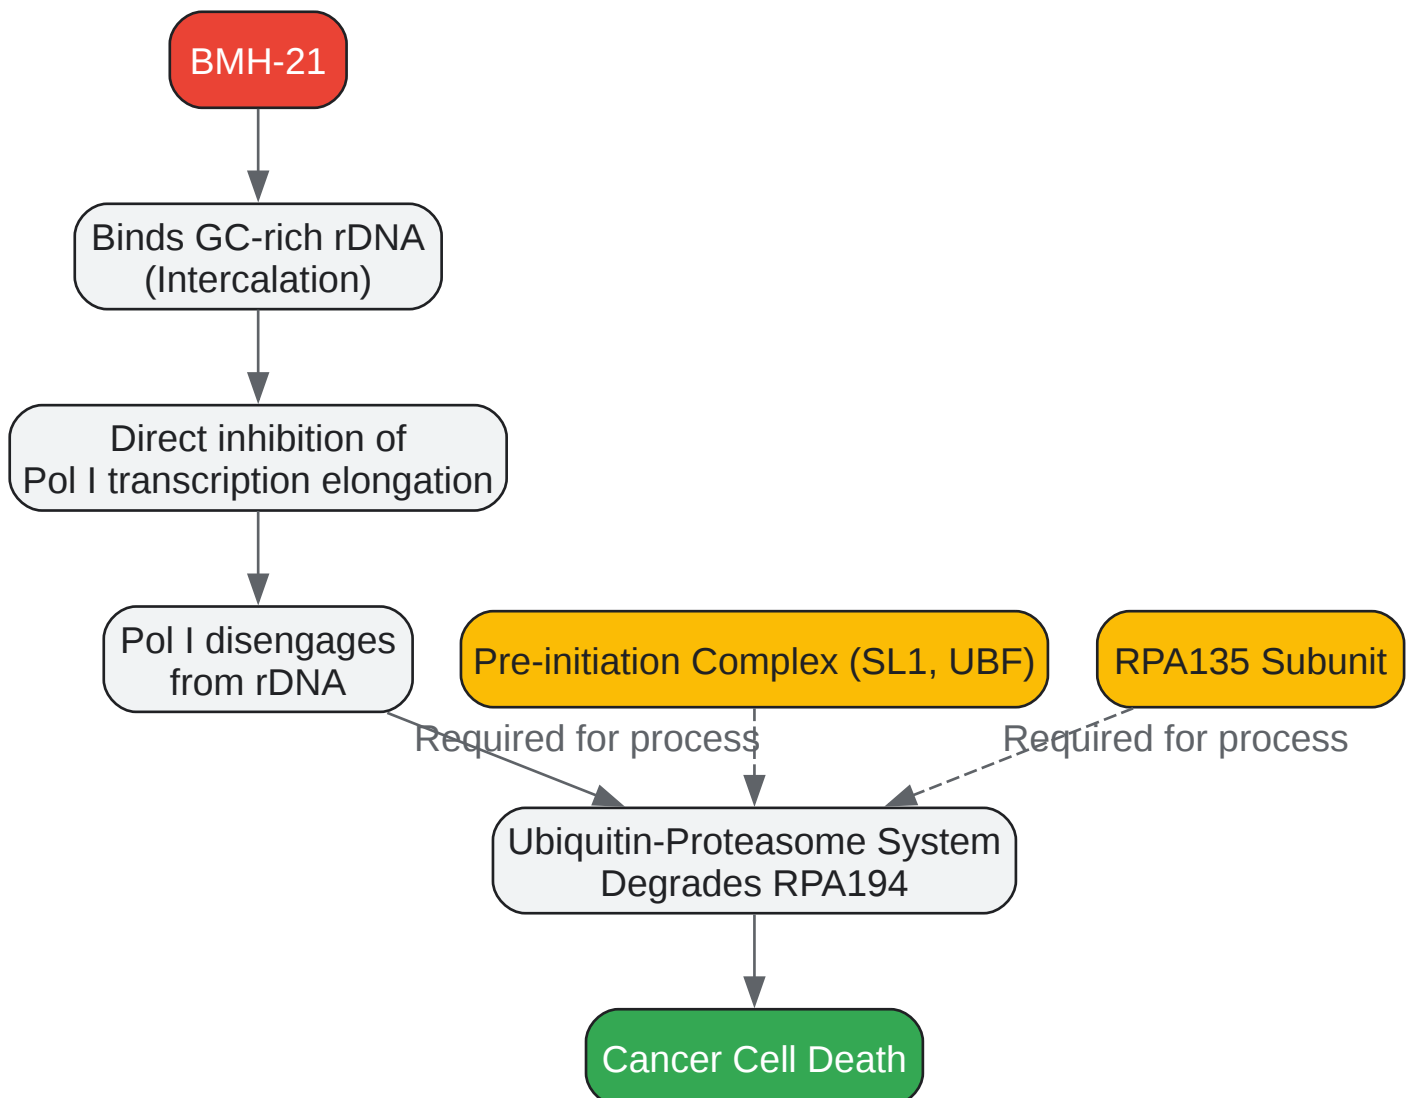 BMH-21
Binds GC-rich rDNA
(Intercalation)
Direct inhibition of
Pol I transcription elongation
Pol I disengages
from rDNA
Pre-initiation Complex (SL1, UBF)
RPA135 Subunit
Required for process
Required for process
Ubiquitin-Proteasome System
Degrades RPA194
Cancer Cell Death